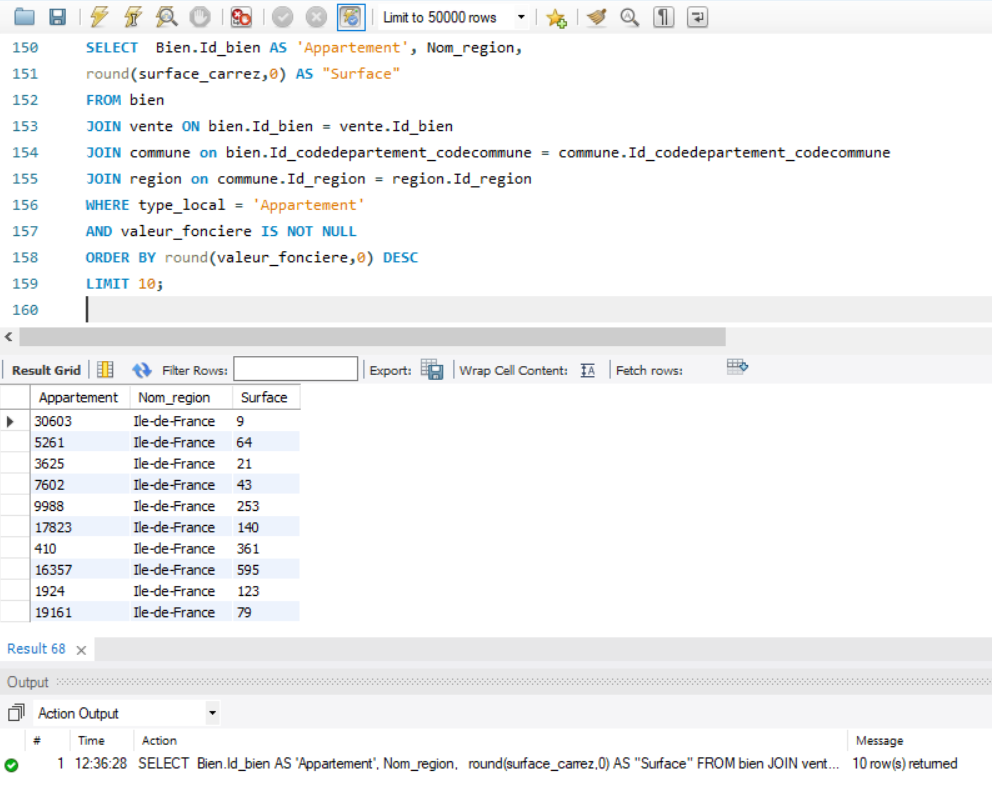 Limit to 50000 rows
150 SELECT  Bien.Id_bien AS 'Appartement', Nom_region,
151 round(surface_carrez,0) AS "Surface"
152 FROM bien
153 JOIN vente ON bien.Id_bien = vente.Id_bien
154 JOIN commune on bien.Id_codedepartement_codecommune = commune.Id_codedepartement_codecommune
155 JOIN region on commune.Id_region = region.Id_region
156 WHERE type_local = 'Appartement'
157 AND valeur_fonciere IS NOT NULL
158 ORDER BY round(valeur_fonciere,0) DESC
159 LIMIT 10;
160
Result Grid Filter Rows: Export: Wrap Cell Content: IA Fetch rows:
Appartement Nom_region Surface
30603 Ile-de-France 9
5261 Ile-de-France 64
3625 Ile-de-France 21
7602 Ile-de-France 43
9988 Ile-de-France 253
17823 Ile-de-France 140
410 Ile-de-France 361
16357 Ile-de-France 595
1924 Ile-de-France 123
19161 Ile-de-France 79
Result 68
Output
Action Output
# Time Action Message
1 12:36:28 SELECT  Bien.Id_bien AS 'Appartement', Nom_region,   round(surface_carrez,0) AS "Surface" FROM bien JOIN vent... 10 row(s) returned